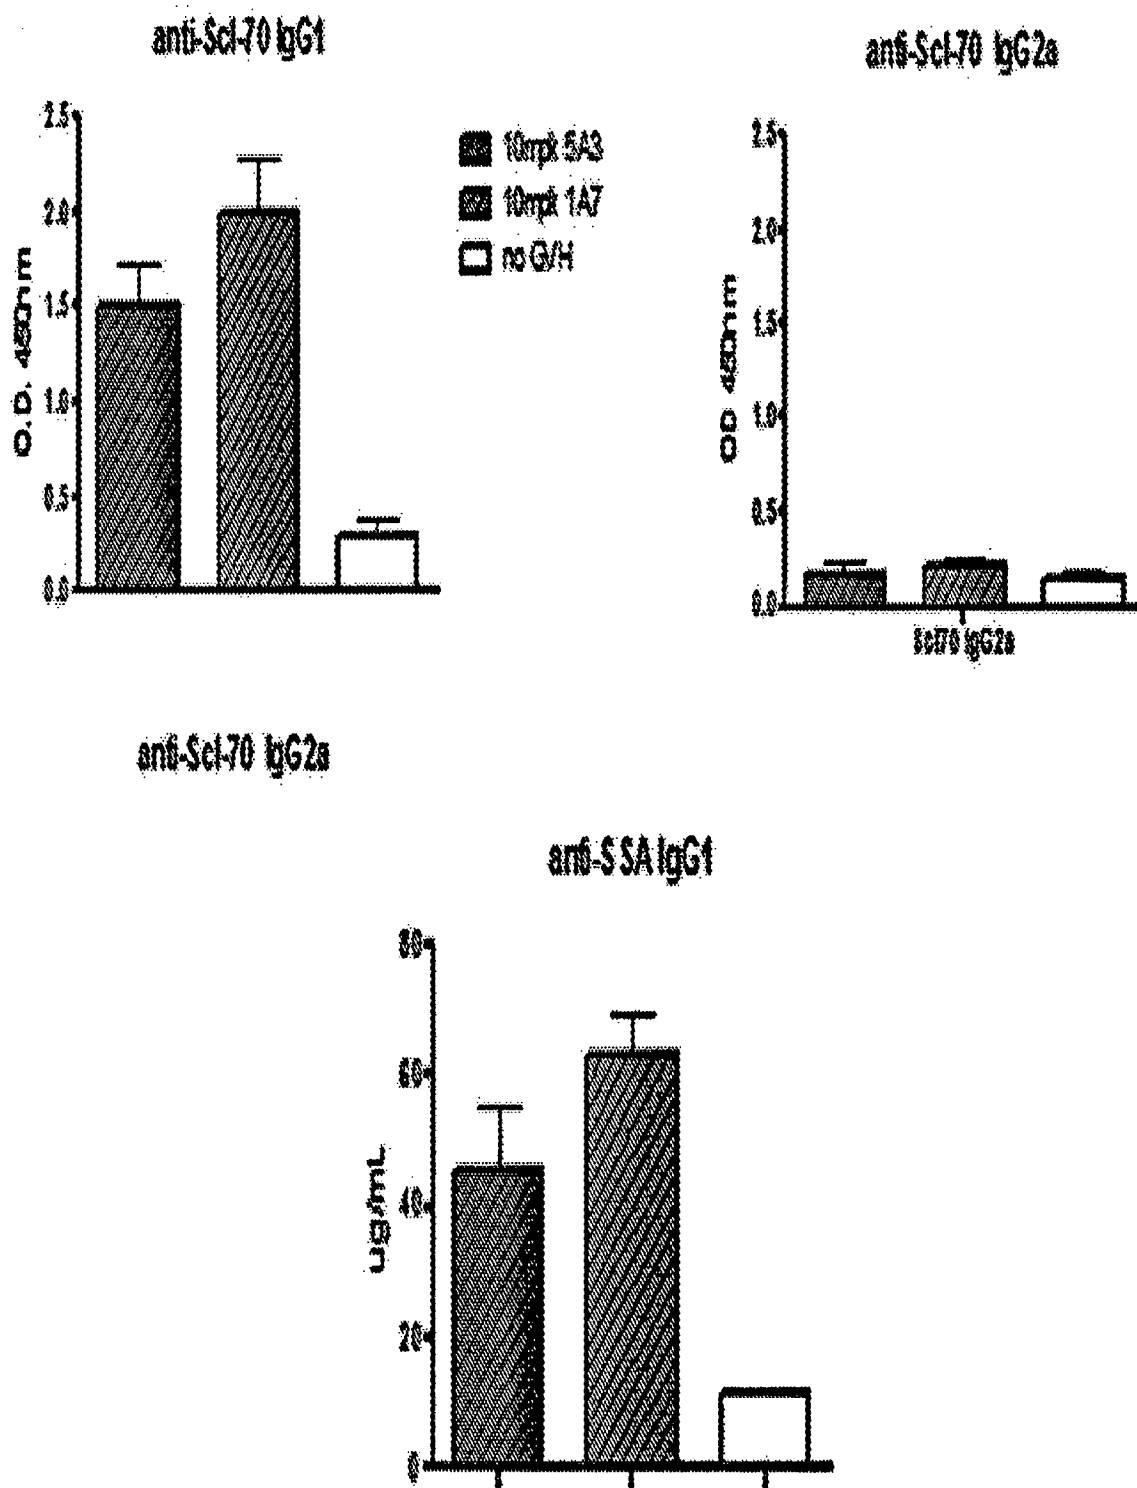 anti-Scl-70 IgG1
2.5
2.0
1.5
1.0
0.5
0.0
O.D. 450nm
10mpk 5A3
10mpk 1A7
no GVH
anti-Scl-70 IgG2a
2.5
2.0
1.5
1.0
0.5
0.0
OD 450nm
Scl70 IgG2a
anti-Scl-70 IgG2a
anti-SSA IgG1
80
60
40
20
0
ug/mL